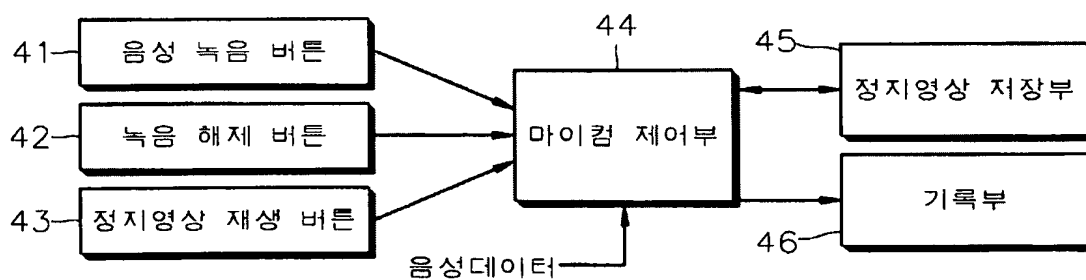 41
음성 녹음 버튼
42
녹음 해제 버튼
43
정지영상 재생 버튼
44
마이컴 제어부
음성데이터
45
정지영상 저장부
기록부
46